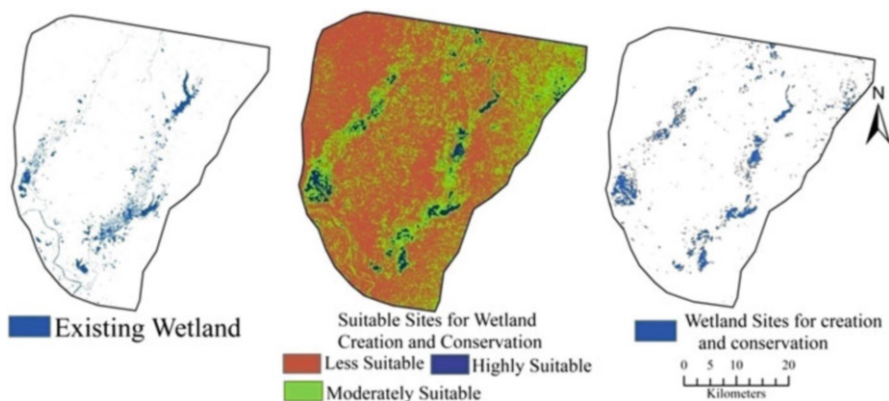 N
Existing Wetland
Suitable Sites for Wetland
Creation and Conservation
Less Suitable
Highly Suitable
Moderately Suitable
Wetland Sites for creation
and conservation
0 5 10 20
Kilometers